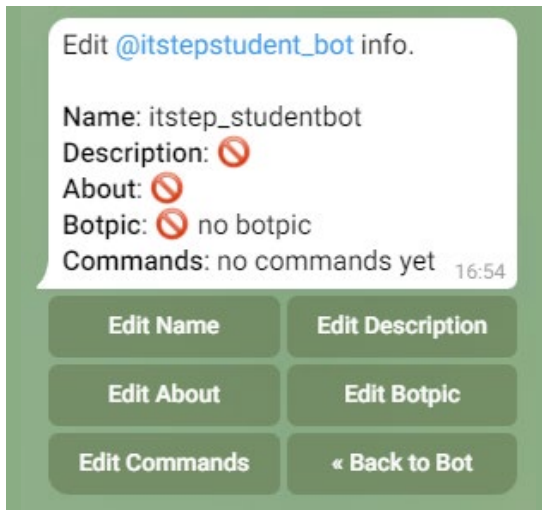 Edit @itstepstudent_bot info.
Name: itstep_studentbot
Description: 🚫
About: 🚫
Botpic: 🚫 no botpic
Commands: no commands yet 16:54
Edit Name Edit Description
Edit About Edit Botpic
Edit Commands « Back to Bot